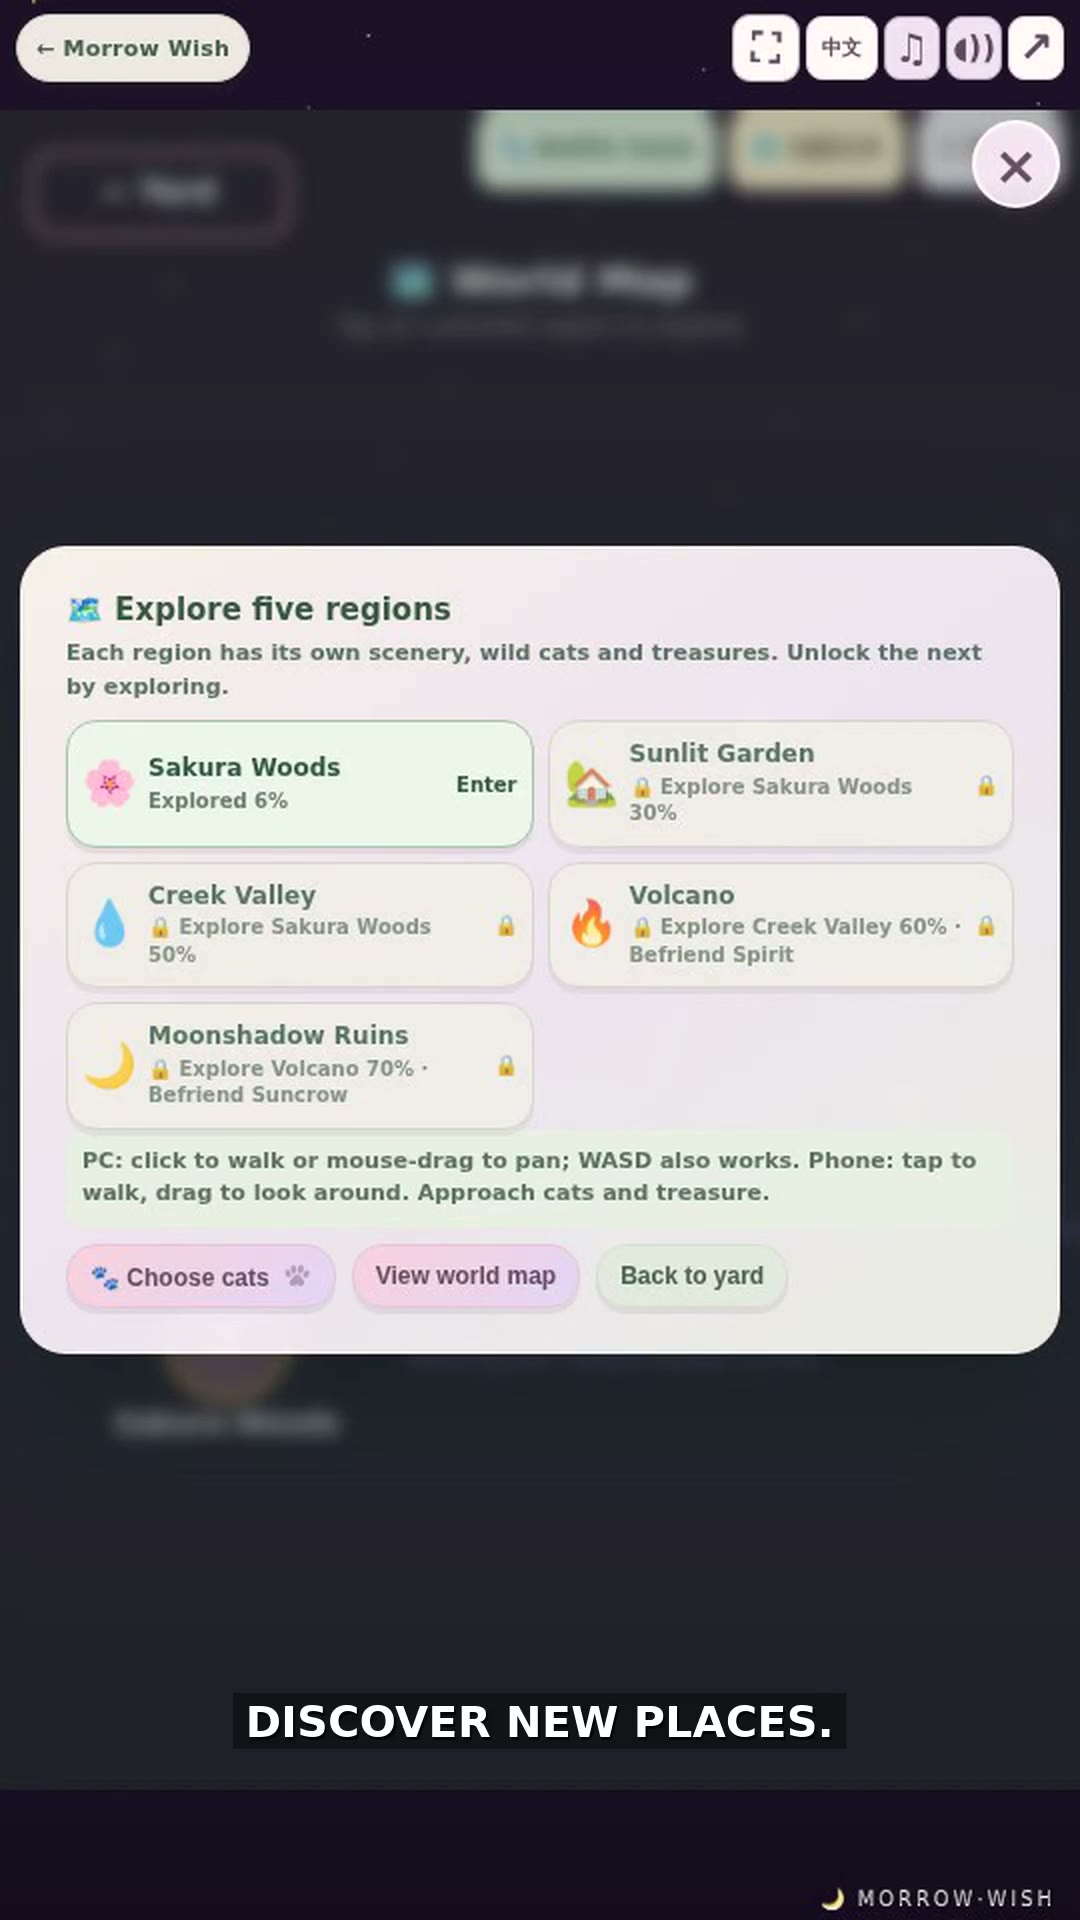 ← Morrow Wish
中文
World Map
Explore five regions
Each region has its own scenery, wild cats and treasures. Unlock the next
by exploring.
Sakura Woods
Explored 6%
Enter
Sunlit Garden
Explore Sakura Woods
30%
Creek Valley
Explore Sakura Woods
50%
Volcano
Explore Creek Valley 60% ·
Befriend Spirit
Moonshadow Ruins
Explore Volcano 70% ·
Befriend Suncrow
PC: click to walk or mouse-drag to pan; WASD also works. Phone: tap to
walk, drag to look around. Approach cats and treasure.
Choose cats
View world map
Back to yard
Sakura Woods
DISCOVER NEW PLACES.
MORROW-WISH